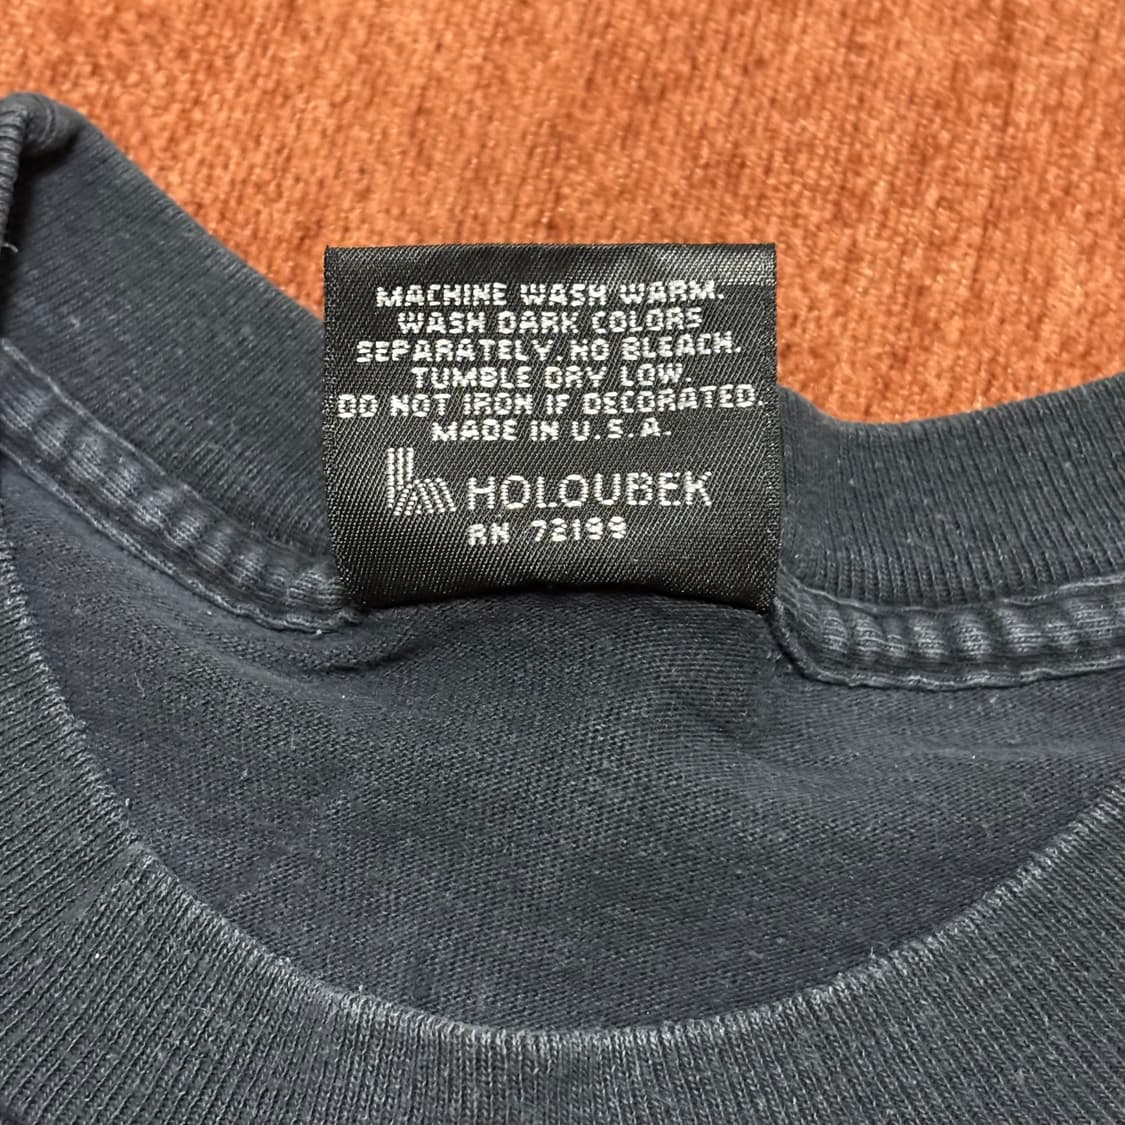 MACHINE WASH WARM.
WASH DARK COLORS
SEPARATELY. NO BLEACH.
TUMBLE DRY LOW.
DO NOT IRON IF DECORATED.
MADE IN U.S.A.
HOLOUBEK
RN 72199